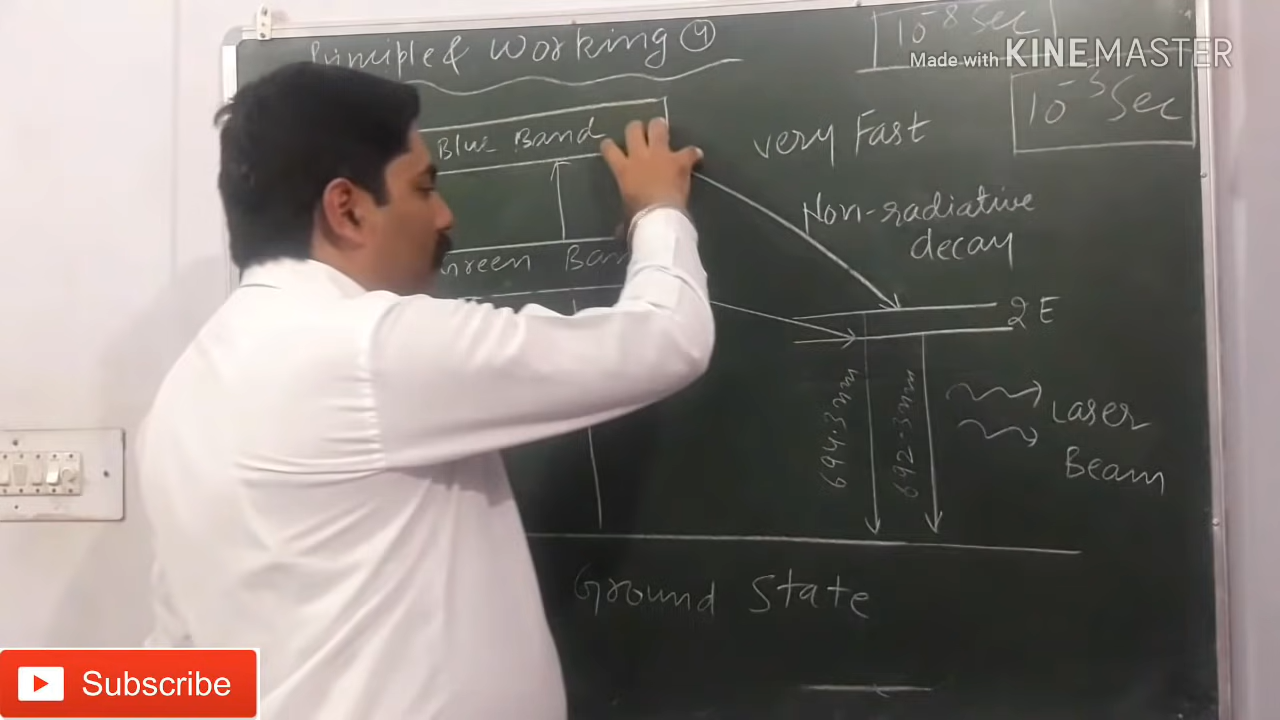 Principle & Working (4)
10⁻⁸ Sec
Made with KINEMASTER
10⁻³ Sec
Blue Band
very Fast
Non-radiative
decay
Green Ban
2E
694.3nm
692.3nm
Laser
Beam
Ground State
Subscribe